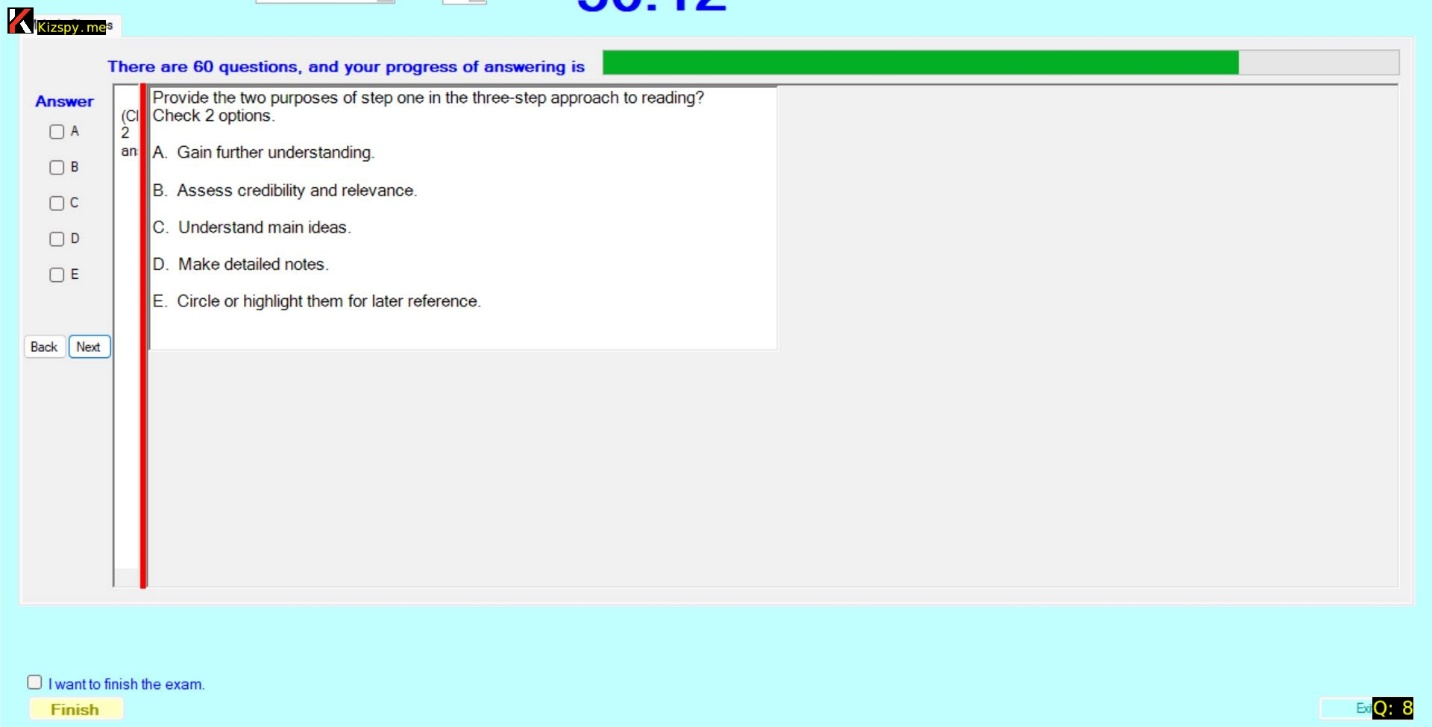 Kizspy.me
s
There are 60 questions, and your progress of answering is
Answer
A
B
C
D
E
Back
Next
(Cl
2
an
Provide the two purposes of step one in the three-step approach to reading?
Check 2 options.
A. Gain further understanding.
B. Assess credibility and relevance.
C. Understand main ideas.
D. Make detailed notes.
E. Circle or highlight them for later reference.
I want to finish the exam.
Finish
Exi
Q: 8